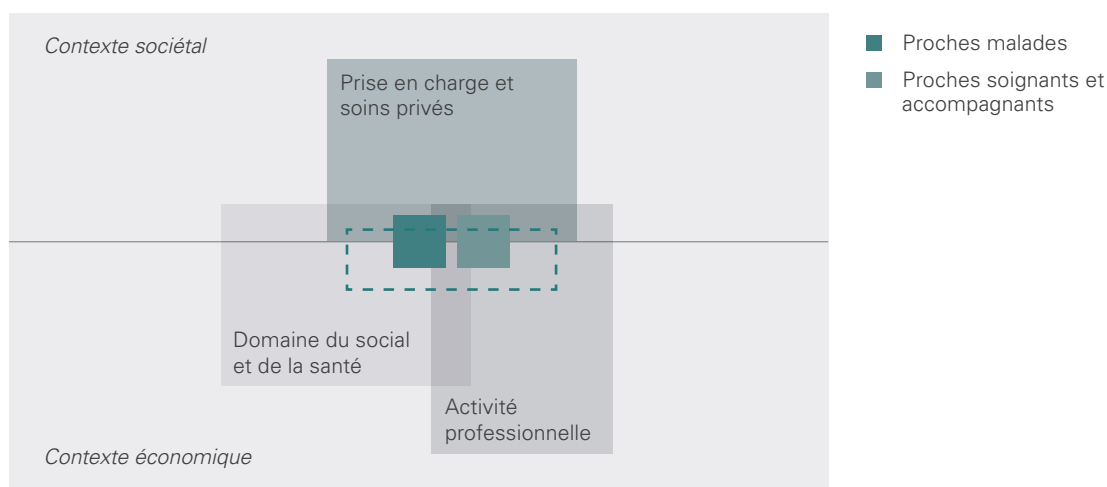 Contexte sociétal
Prise en charge et
soins privés
Domaine du social
et de la santé
Activité
professionnelle
Contexte économique
Proches malades
Proches soignants et
accompagnants